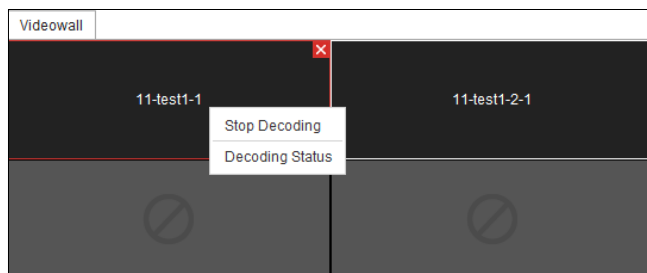 Videowall
11-test1-1
11-test1-2-1
Stop Decoding
Decoding Status